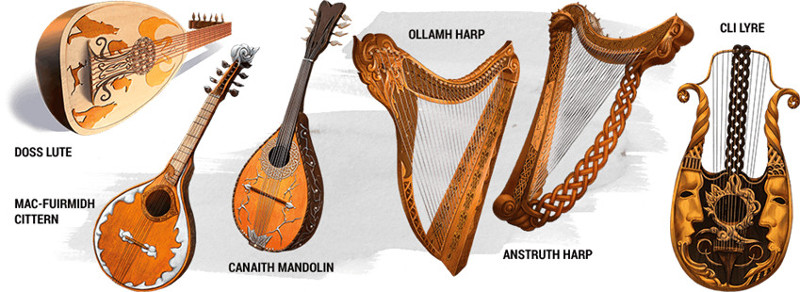 DOSS LUTE
MAC-FUIRMIDH
CITTERN
CANAITH MANDOLIN
OLLAMH HARP
ANSTRUTH HARP
CLI LYRE